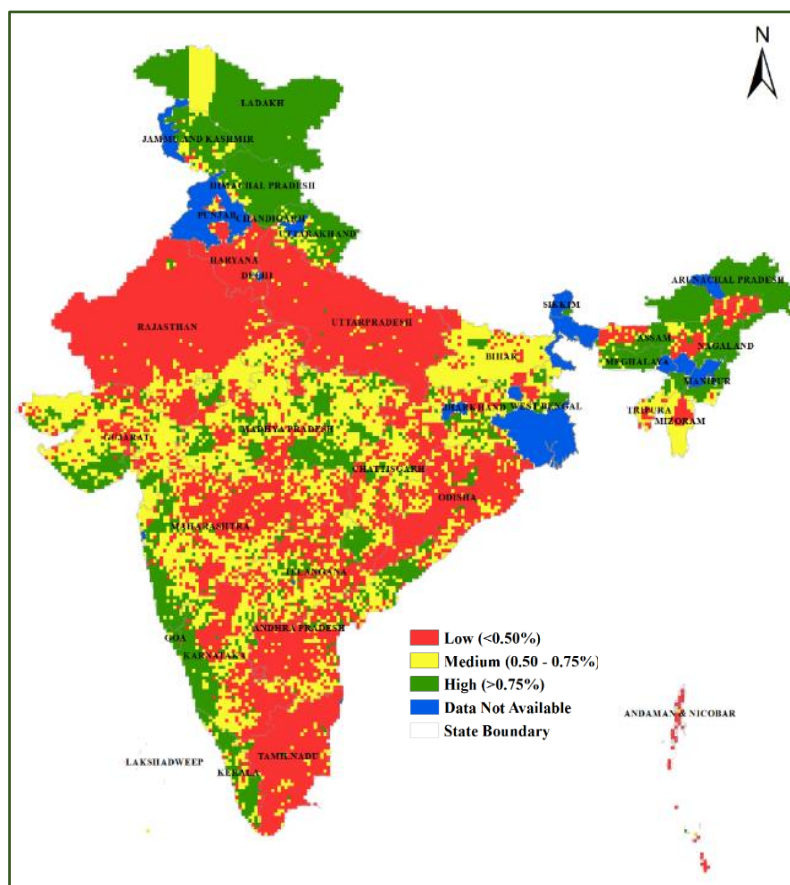 N
LADAKH
JAMMU AND KASHMIR
HIMACHAL PRADESH
PUNJAB
CHANDIGARH
UTTARAKHAND
HARYANA
DELHI
ARUNACHAL PRADESH
SIKKIM
RAJASTHAN
UTTARPRADESH
ASSAM
NAGALAND
BIHAR
MEGHALAYA
MANIPUR
JHARKHAND
WEST BENGAL
TRIPURA
MIZORAM
MADHYA PRADESH
GUJARAT
CHATTISGARH
ODISHA
MAHARASHTRA
TELANGANA
ANDHRA PRADESH
GOA
KARNATAKA
Low (<0.50%)
Medium (0.50 - 0.75%)
High (>0.75%)
Data Not Available
State Boundary
ANDAMAN & NICOBAR
LAKSHADWEEP
TAMILNADU
KERALA